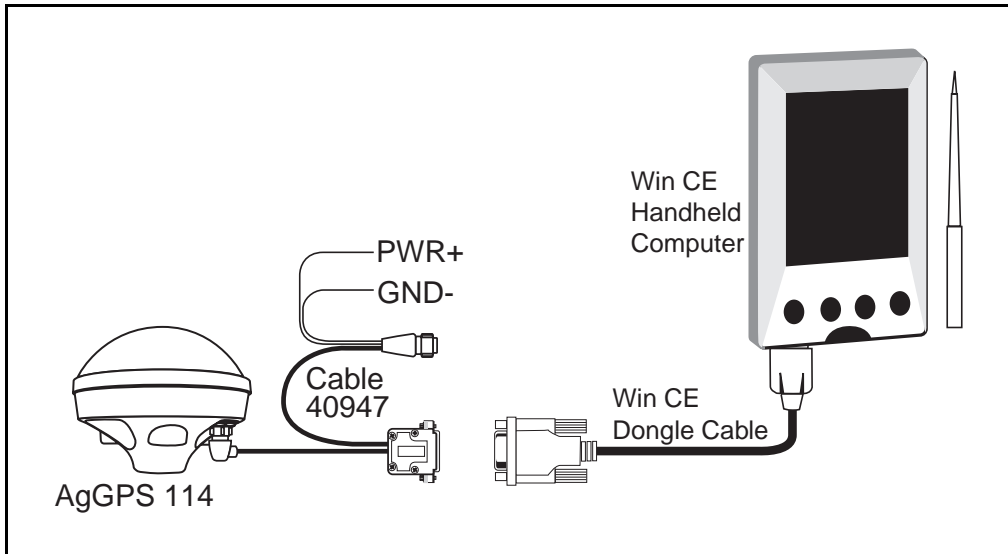 Win CE
Handheld
Computer
PWR+
GND-
Cable
40947
Win CE
Dongle Cable
AgGPS 114